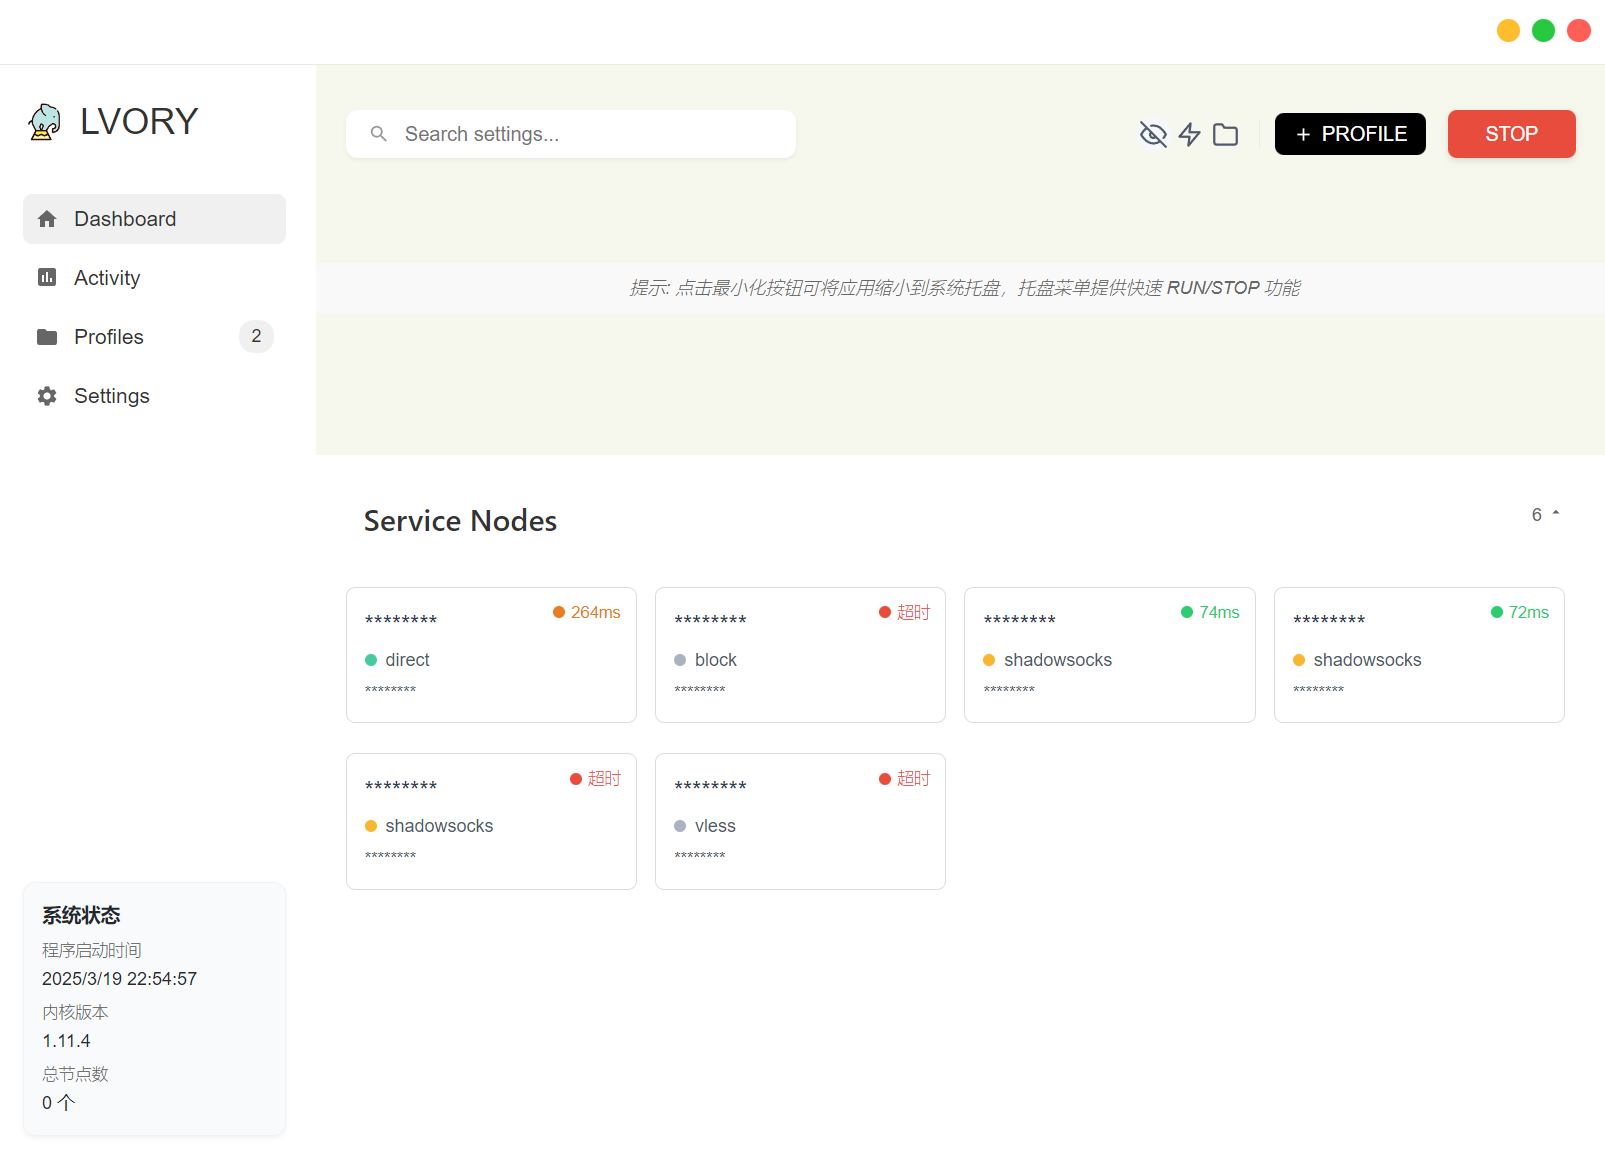 LVORY
Search settings...
PROFILE
STOP
Dashboard
Activity
Profiles 2
Settings
提示: 点击最小化按钮可将应用缩小到系统托盘，托盘菜单提供快速 RUN/STOP 功能
Service Nodes
6
******** 264ms
direct
********
******** 超时
block
********
******** 74ms
shadowsocks
********
******** 72ms
shadowsocks
********
******** 超时
shadowsocks
********
******** 超时
vless
********
系统状态
程序启动时间
2025/3/19 22:54:57
内核版本
1.11.4
总节点数
0 个